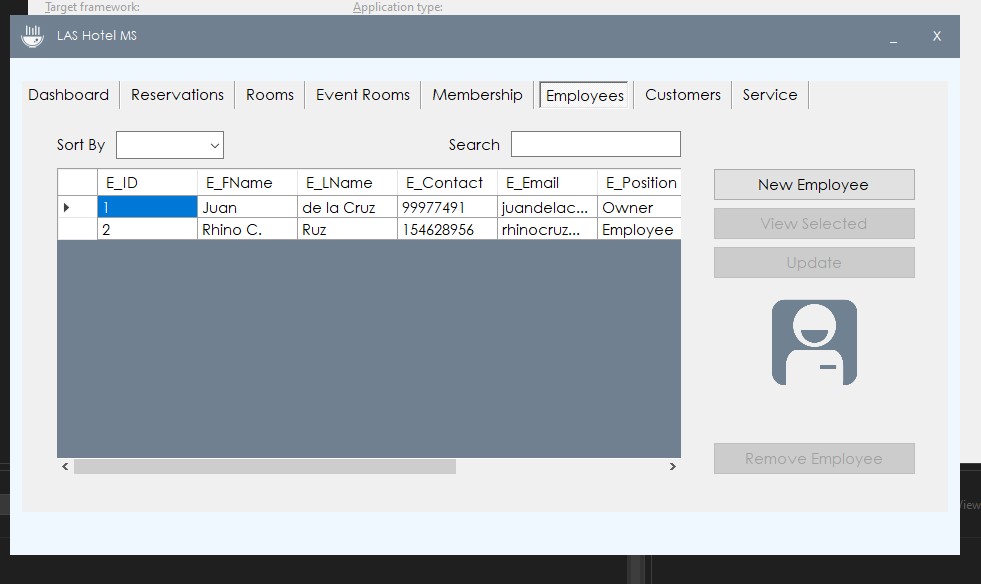 Target framework: Application type:
LAS Hotel MS _ X
Dashboard Reservations Rooms Event Rooms Membership Employees Customers Service
Sort By Search
E_ID E_FName E_LName E_Contact E_Email E_Position
1 Juan de la Cruz 99977491 juandelac... Owner
2 Rhino C. Ruz 154628956 rhinocruz... Employee
New Employee
View Selected
Update
Remove Employee
View